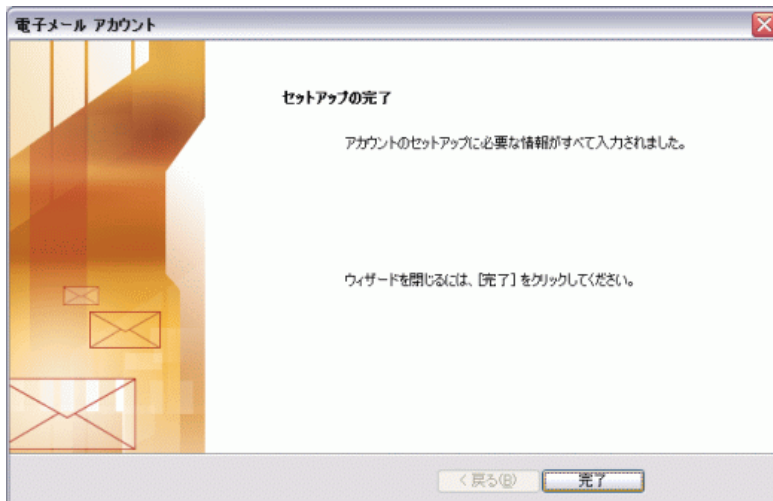 電子メール アカウント
セットアップの完了
アカウントのセットアップに必要な情報がすべて入力されました。
ウィザードを閉じるには、[完了] をクリックしてください。
< 戻る(B)
完了